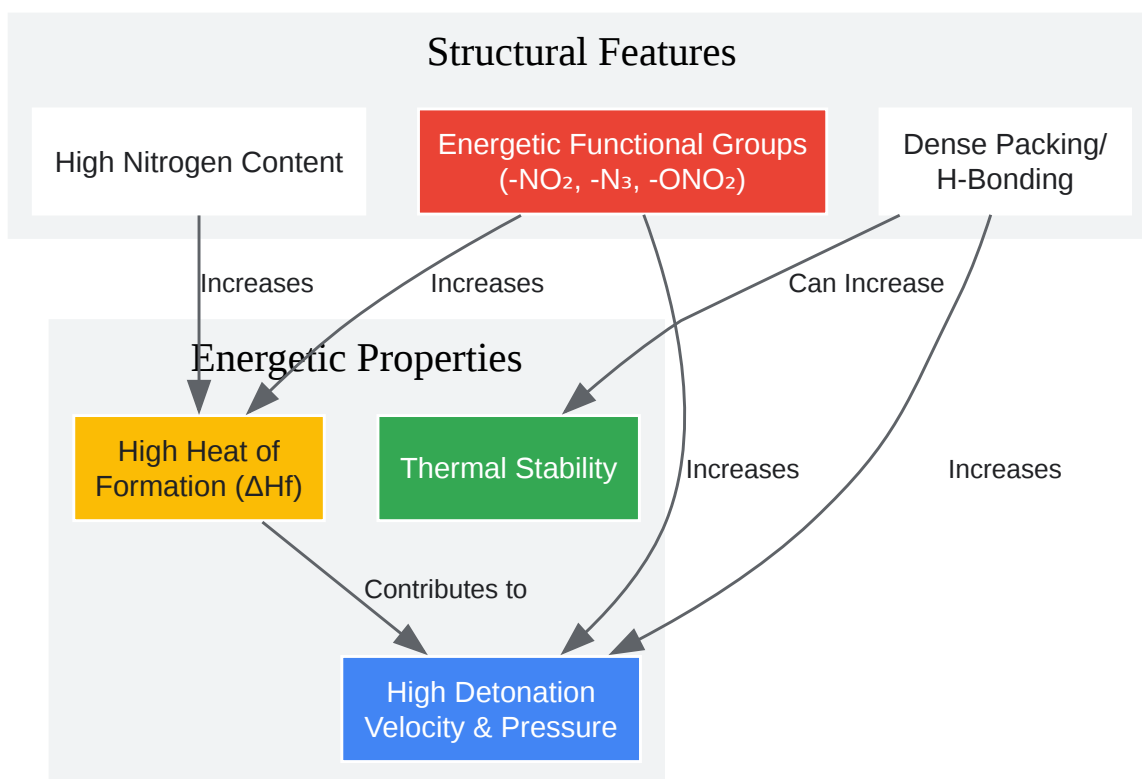 Structural Features
High Nitrogen Content
Energetic Functional Groups
(-NO₂, -N₃, -ONO₂)
Dense Packing/
H-Bonding
Increases
Increases
Can Increase
Energetic Properties
High Heat of
Formation (ΔHf)
Thermal Stability
Increases
Increases
Contributes to
High Detonation
Velocity & Pressure